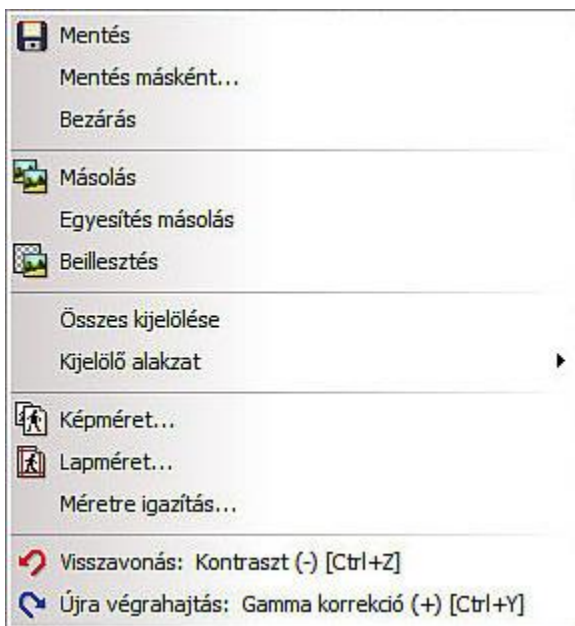 Mentés
Mentés másként...
Bezárás
Másolás
Egyesítés másolás
Beillesztés
Összes kijelölése
Kijelölő alakzat
Képméret...
Lapméret...
Méretre igazítás...
Visszavonás: Kontraszt (-) [Ctrl+Z]
Újra végrahajtás: Gamma korrekció (+) [Ctrl+Y]